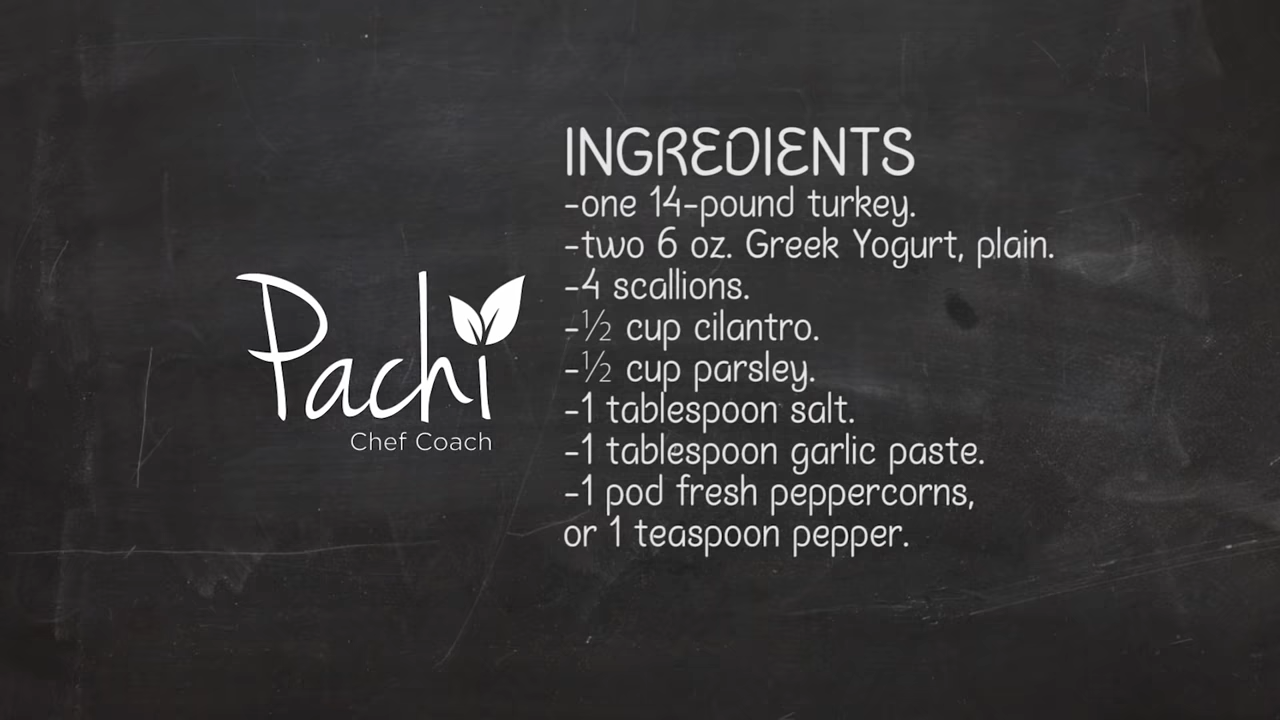 Pachi
Chef Coach
INGREDIENTS
-one 14-pound turkey.
-two 6 oz. Greek Yogurt, plain.
-4 scallions.
-½ cup cilantro.
-½ cup parsley.
-1 tablespoon salt.
-1 tablespoon garlic paste.
-1 pod fresh peppercorns,
or 1 teaspoon pepper.